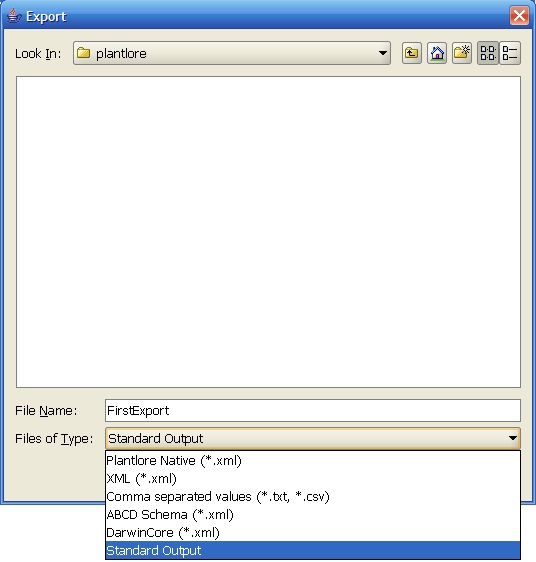 Export
Look In: plantlore
File Name: FirstExport
Files of Type: Standard Output
Plantlore Native (*.xml)
XML (*.xml)
Comma separated values (*.txt, *.csv)
ABCD Schema (*.xml)
DarwinCore (*.xml)
Standard Output